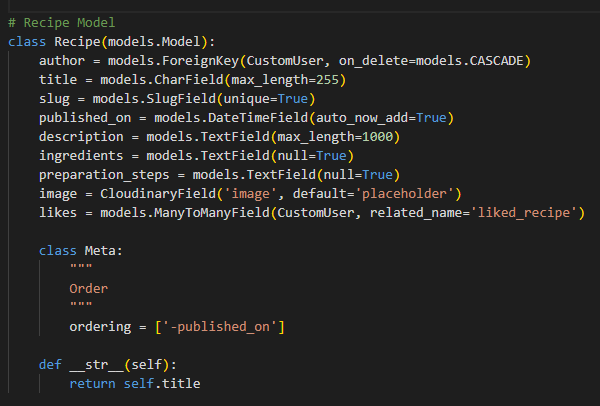 # Recipe Model
class Recipe(models.Model):
    author = models.ForeignKey(CustomUser, on_delete=models.CASCADE)
    title = models.CharField(max_length=255)
    slug = models.SlugField(unique=True)
    published_on = models.DateTimeField(auto_now_add=True)
    description = models.TextField(max_length=1000)
    ingredients = models.TextField(null=True)
    preparation_steps = models.TextField(null=True)
    image = CloudinaryField('image', default='placeholder')
    likes = models.ManyToManyField(CustomUser, related_name='liked_recipe')
    class Meta:
        """
        Order
        """
        ordering = ['-published_on']
    def __str__(self):
        return self.title